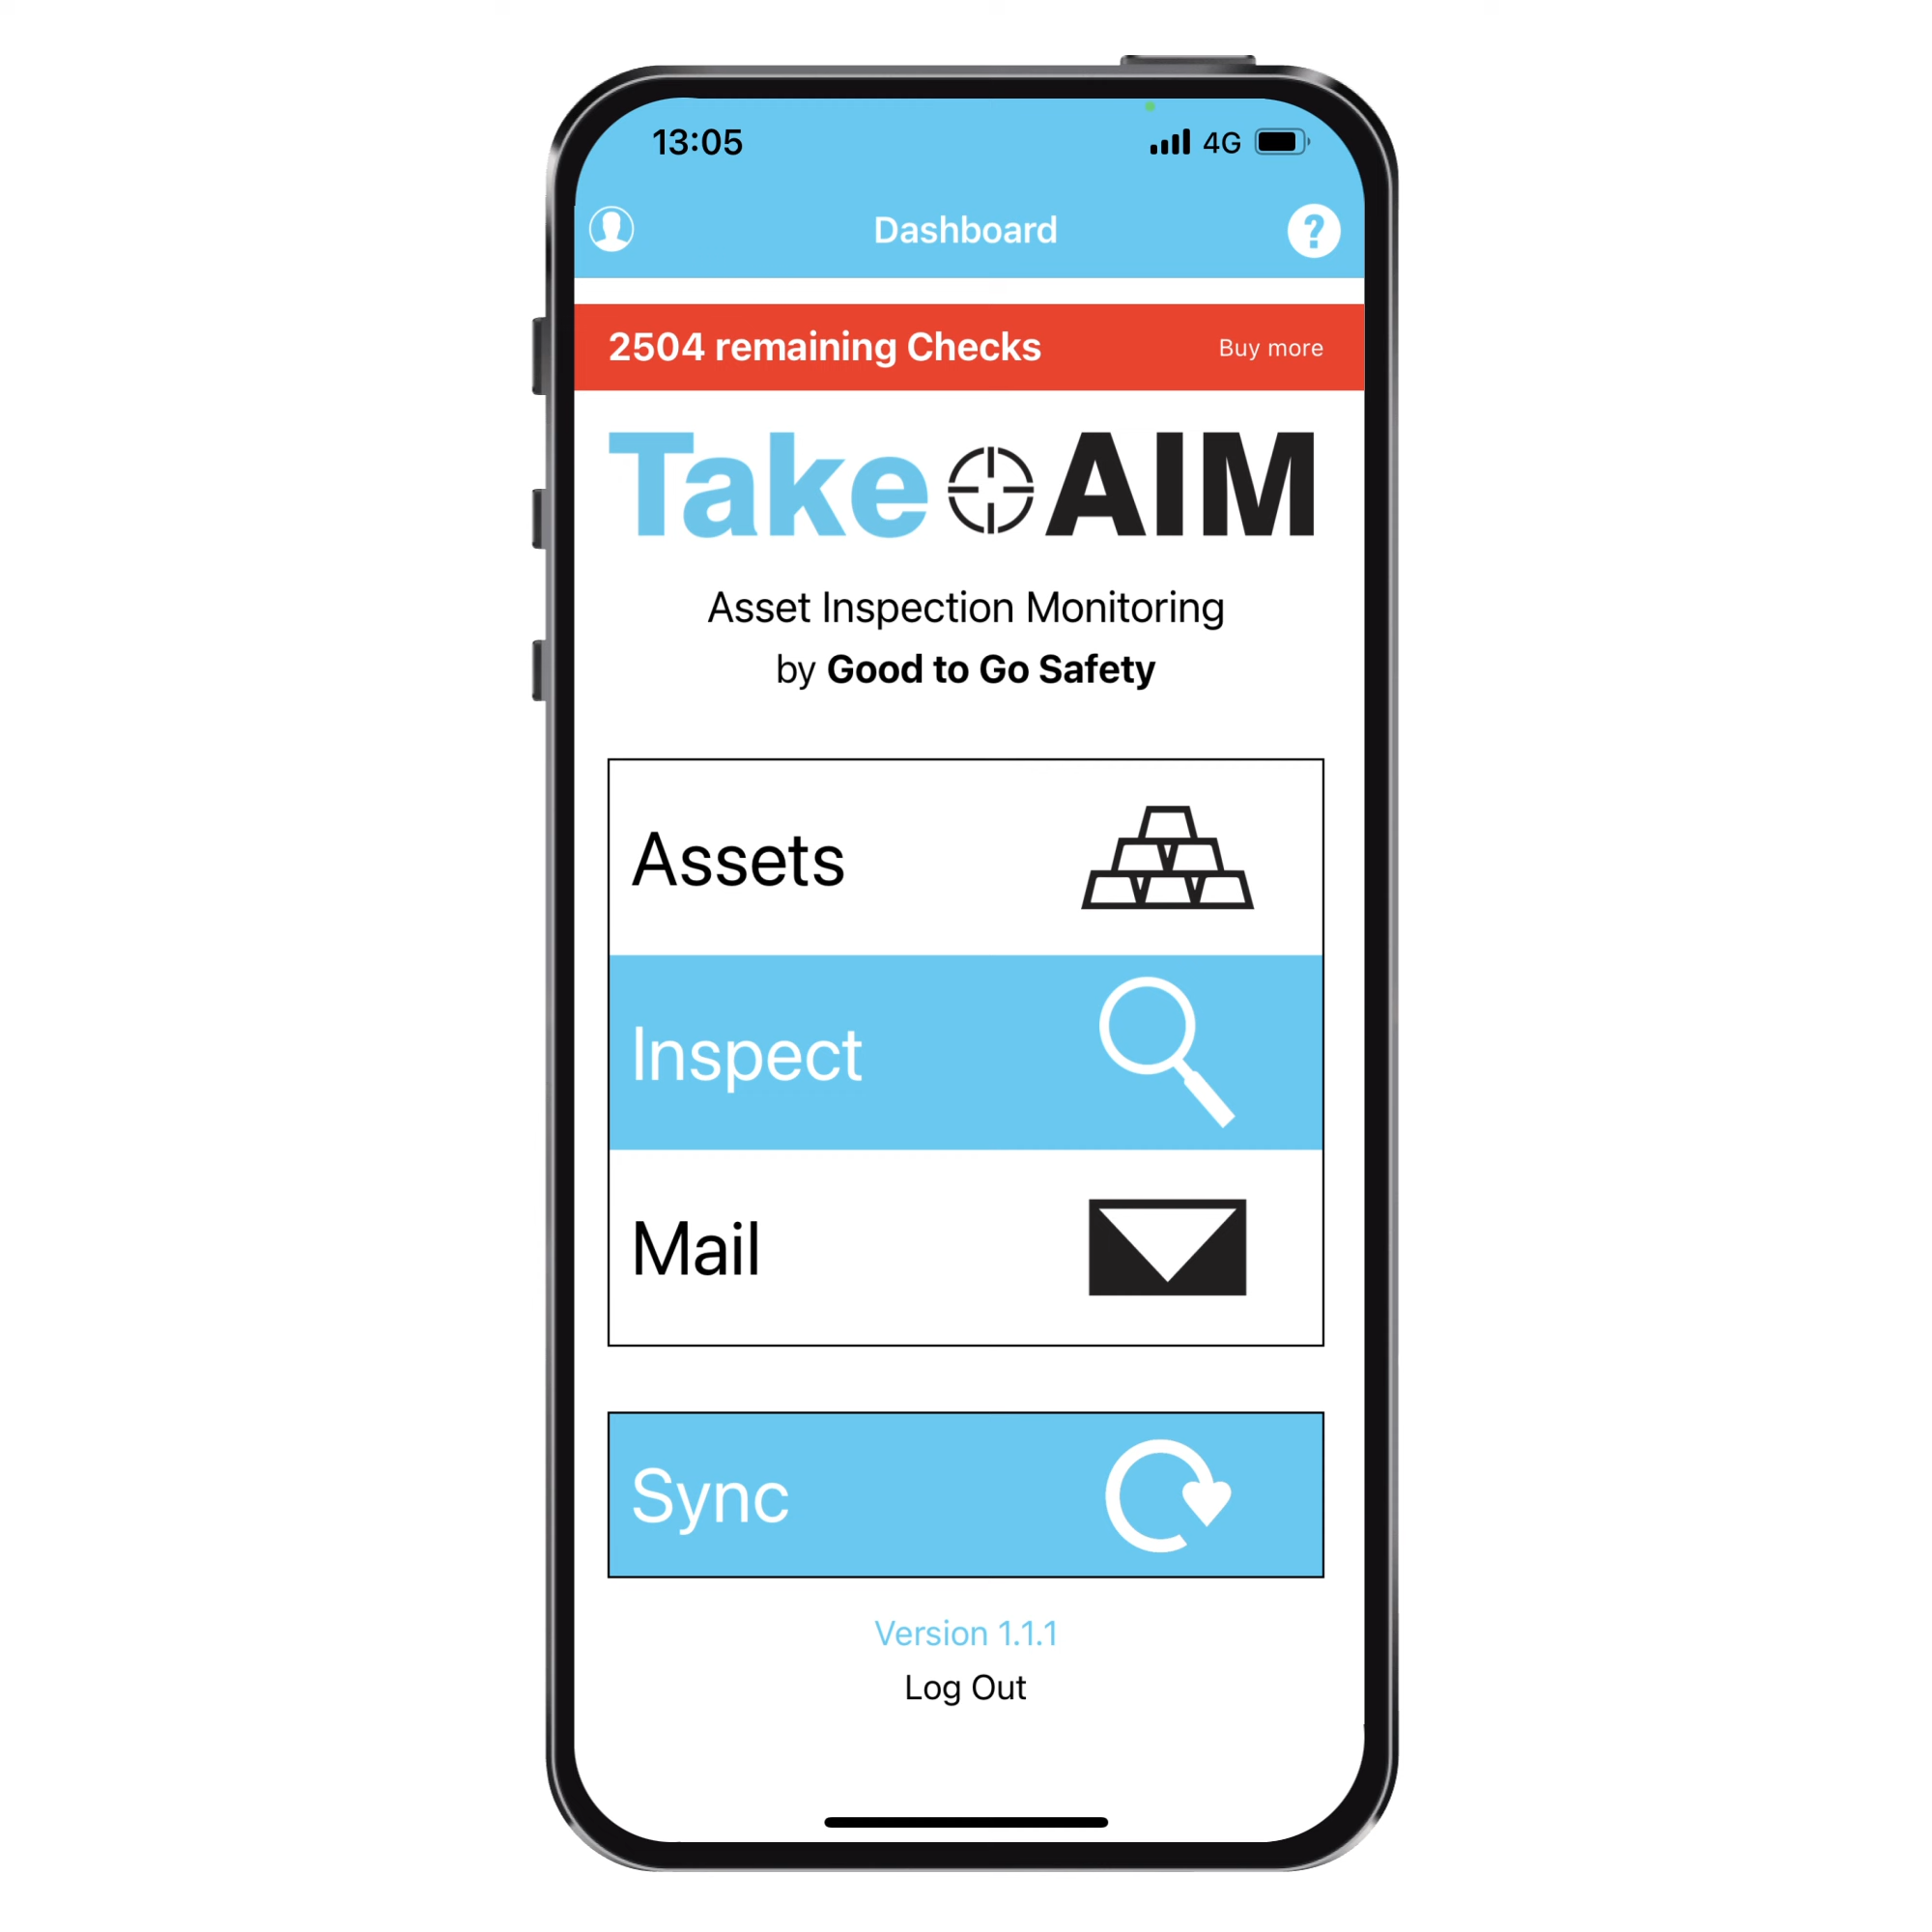 13:05 4G
Dashboard ?
2504 remaining Checks Buy more
Take AIM
Asset Inspection Monitoring
by Good to Go Safety
Assets
Inspect
Mail
Sync
Version 1.1.1
Log Out